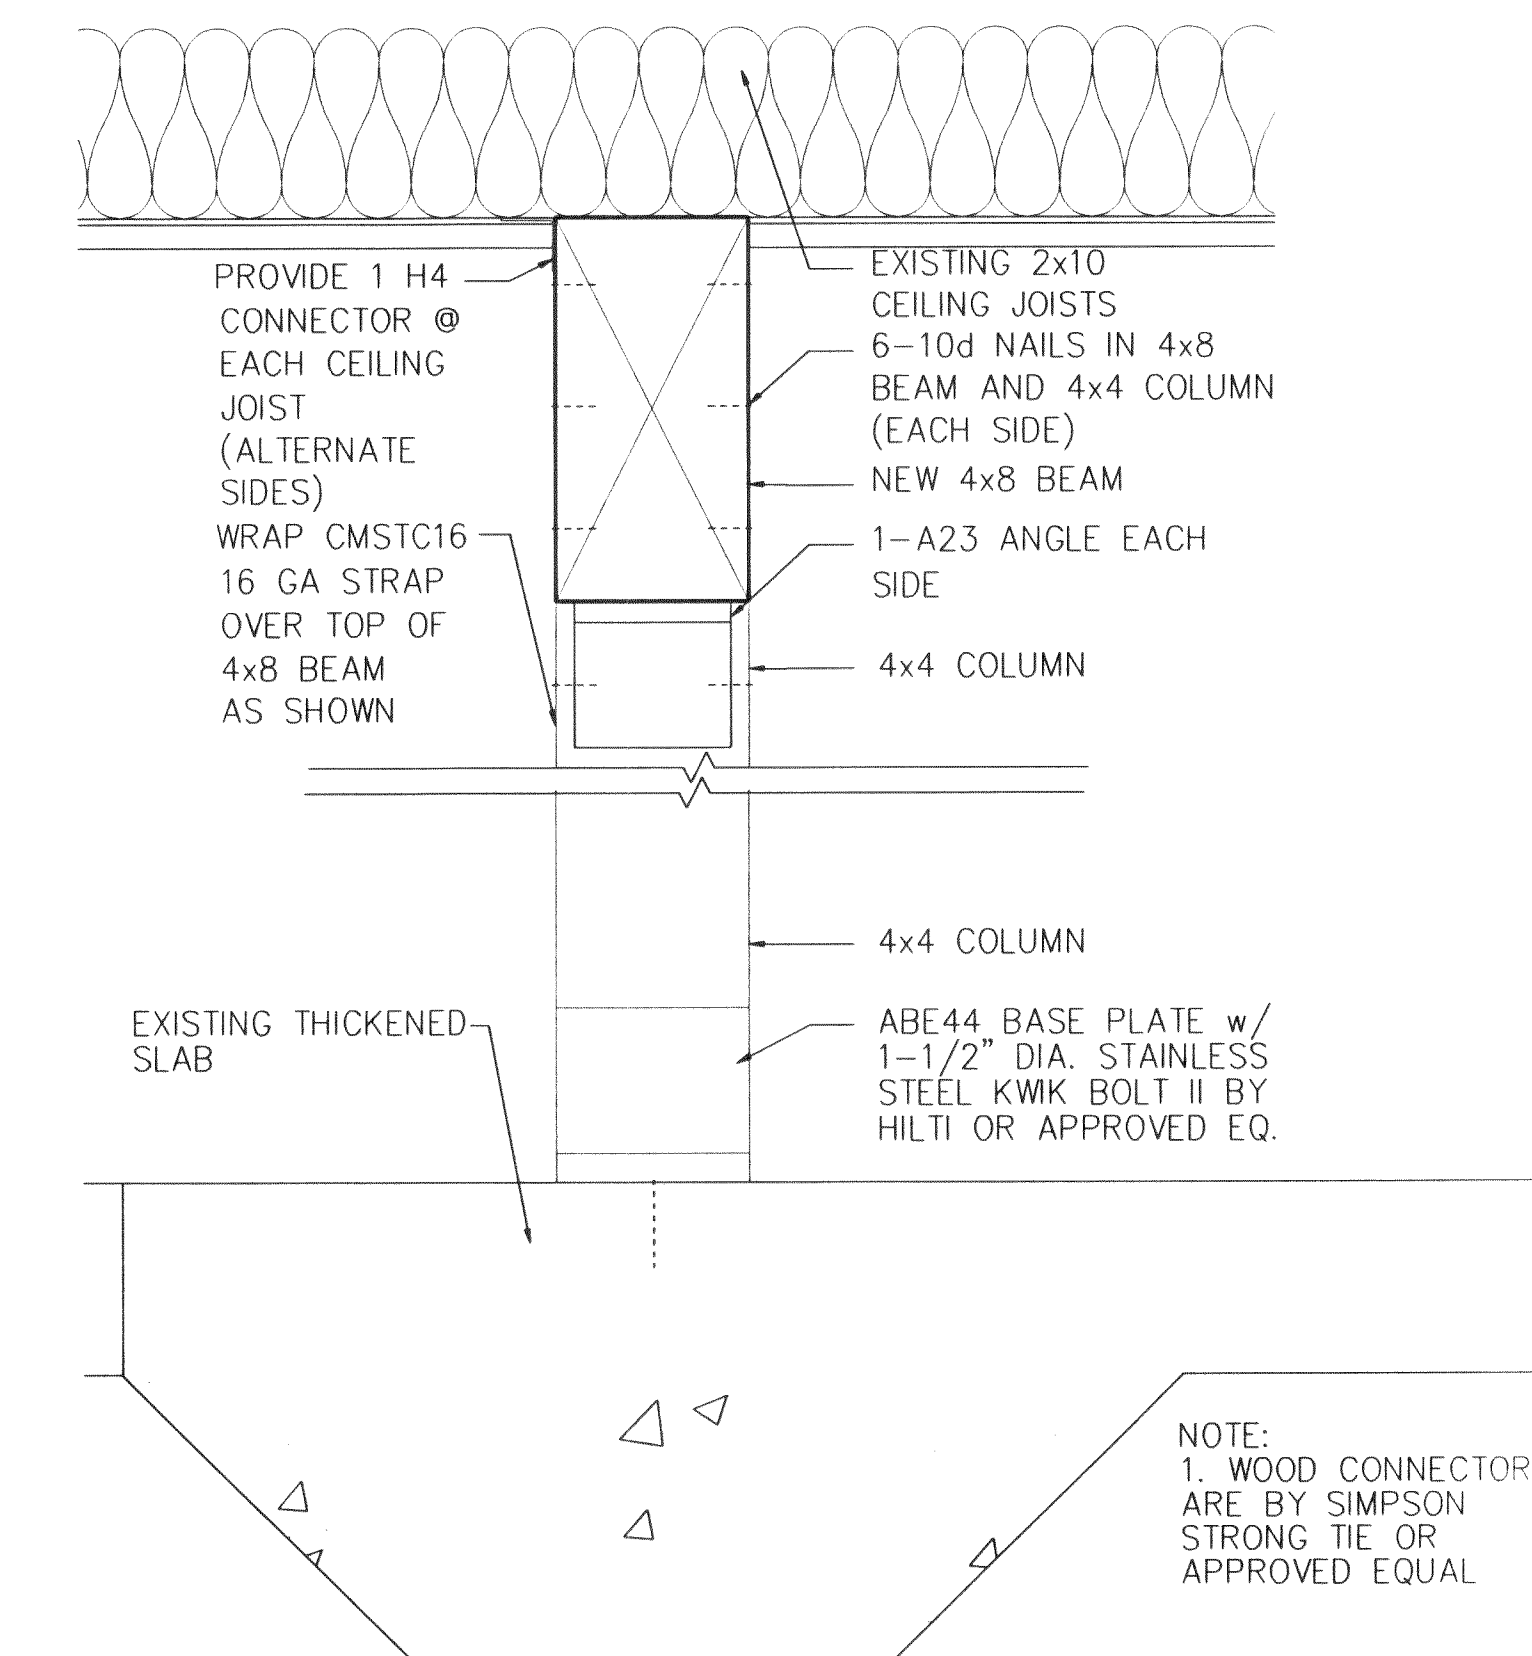 PROVIDE 1 H4
CONNECTOR @
EACH CEILING
JOIST
(ALTERNATE
SIDES)
WRAP CMSTC16
16 GA STRAP
OVER TOP OF
4x8 BEAM
AS SHOWN
EXISTING 2x10
CEILING JOISTS
6-10d NAILS IN 4x8
BEAM AND 4x4 COLUMN
(EACH SIDE)
NEW 4x8 BEAM
1-A23 ANGLE EACH
SIDE
4x4 COLUMN
4x4 COLUMN
EXISTING THICKENED
SLAB
ABE44 BASE PLATE w/
1-1/2" DIA. STAINLESS
STEEL KWIK BOLT II BY
HILTI OR APPROVED EQ.
NOTE:
1. WOOD CONNECTOR
ARE BY SIMPSON
STRONG TIE OR
APPROVED EQUAL